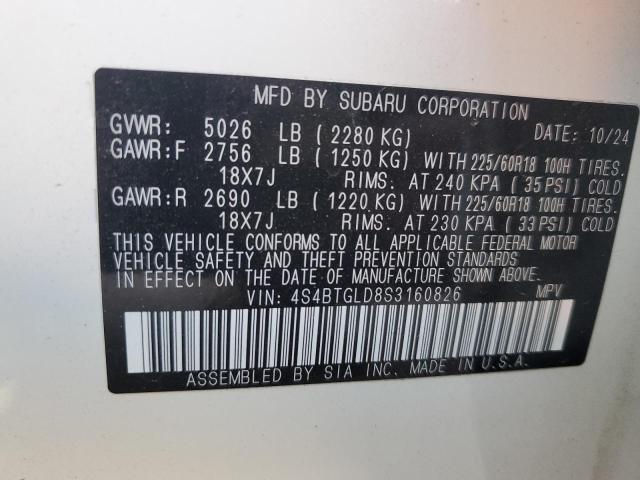 MFD BY SUBARU CORPORATION
GVWR: 5026 LB (2280 KG) DATE: 10/24
GAWR:F 2756 LB (1250 KG) WITH 225/60R18 100H TIRES.
18X7J RIMS. AT 240 KPA (35 PSI) COLD
GAWR:R 2690 LB (1220 KG) WITH 225/60R18 100H TIRES.
18X7J RIMS. AT 230 KPA (33 PSI) COLD
THIS VEHICLE CONFORMS TO ALL APPLICABLE FEDERAL MOTOR
VEHICLE SAFETY AND THEFT PREVENTION STANDARDS
IN EFFECT ON THE DATE OF MANUFACTURE SHOWN ABOVE.
VIN: 4S4BTGLD8S3160826 MPV
ASSEMBLED BY SIA INC. MADE IN U.S.A.